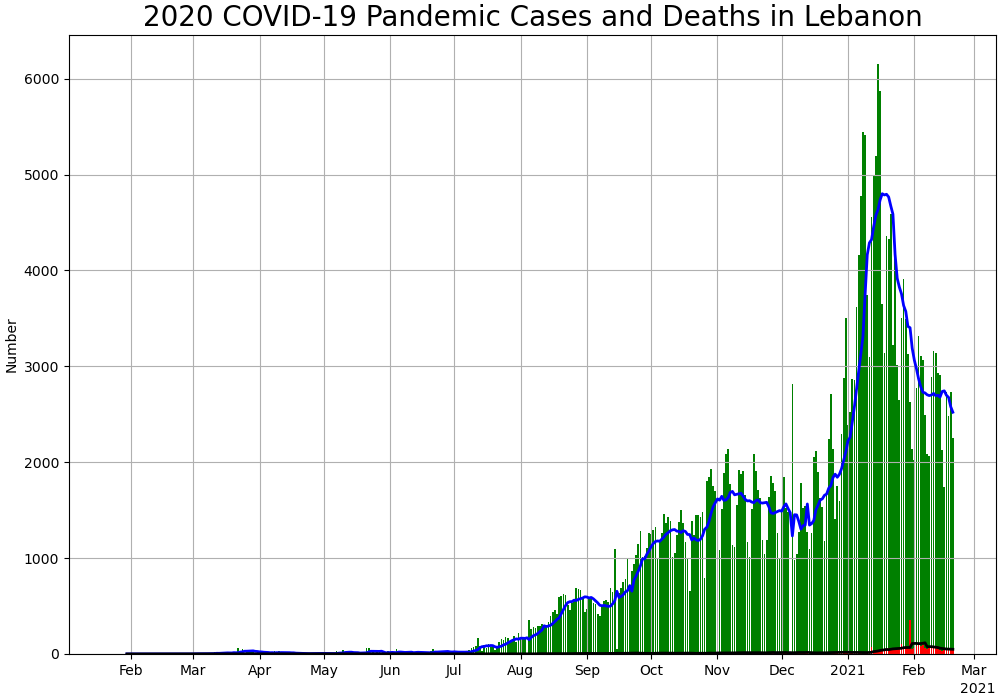 2020 COVID-19 Pandemic Cases and Deaths in Lebanon
6000
5000
4000
3000
2000
1000
0
Number
Feb Mar Apr May Jun Jul Aug Sep Oct Nov Dec 2021 Feb Mar
2021